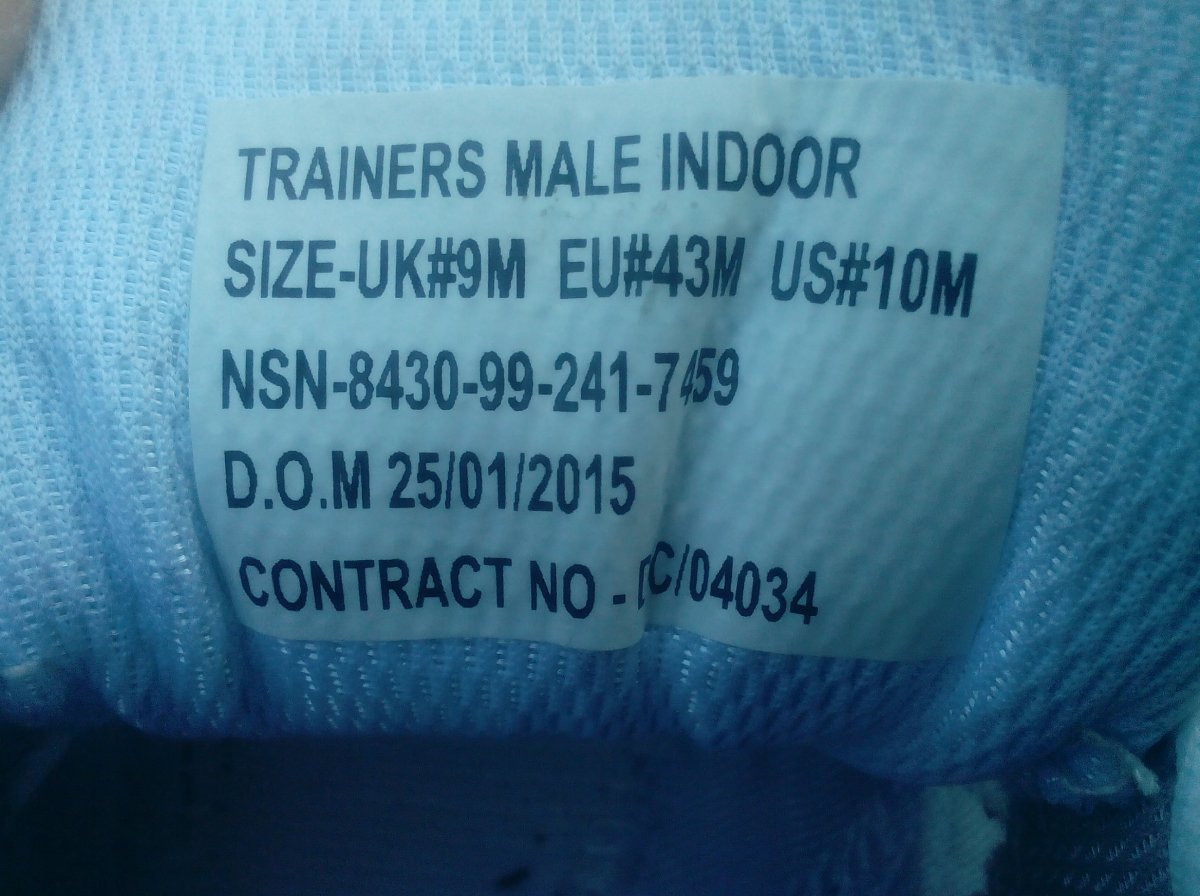 TRAINERS MALE INDOOR
SIZE-UK#9M EU#43M US#10M
NSN-8430-99-241-7459
D.O.M 25/01/2015
CONTRACT NO - C/04034